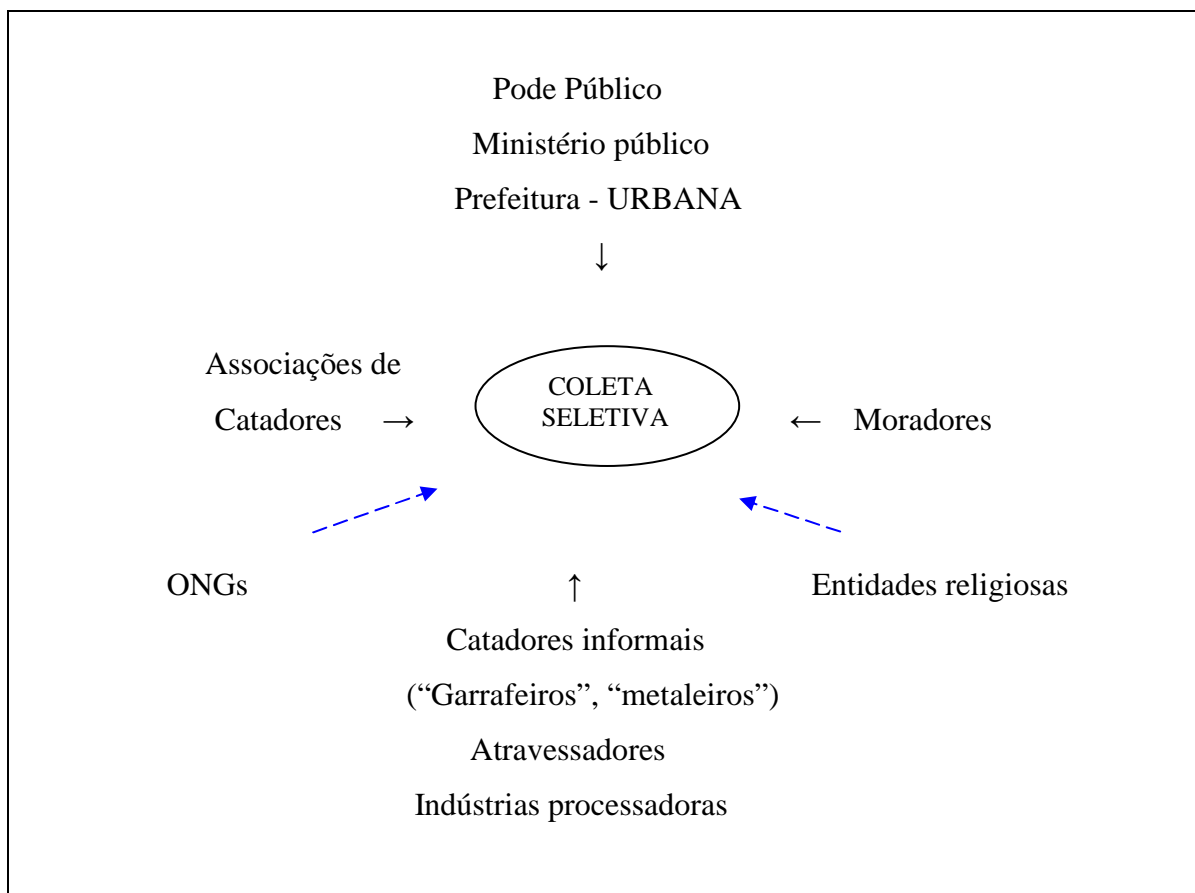 Pode Público
Ministério público
Prefeitura - URBANA
↓
Associações de
Catadores →
COLETA
SELETIVA
← Moradores
ONGs
↑
Entidades religiosas
Catadores informais
(“Garrafeiros”, “metaleiros”)
Atravessadores
Indústrias processadoras